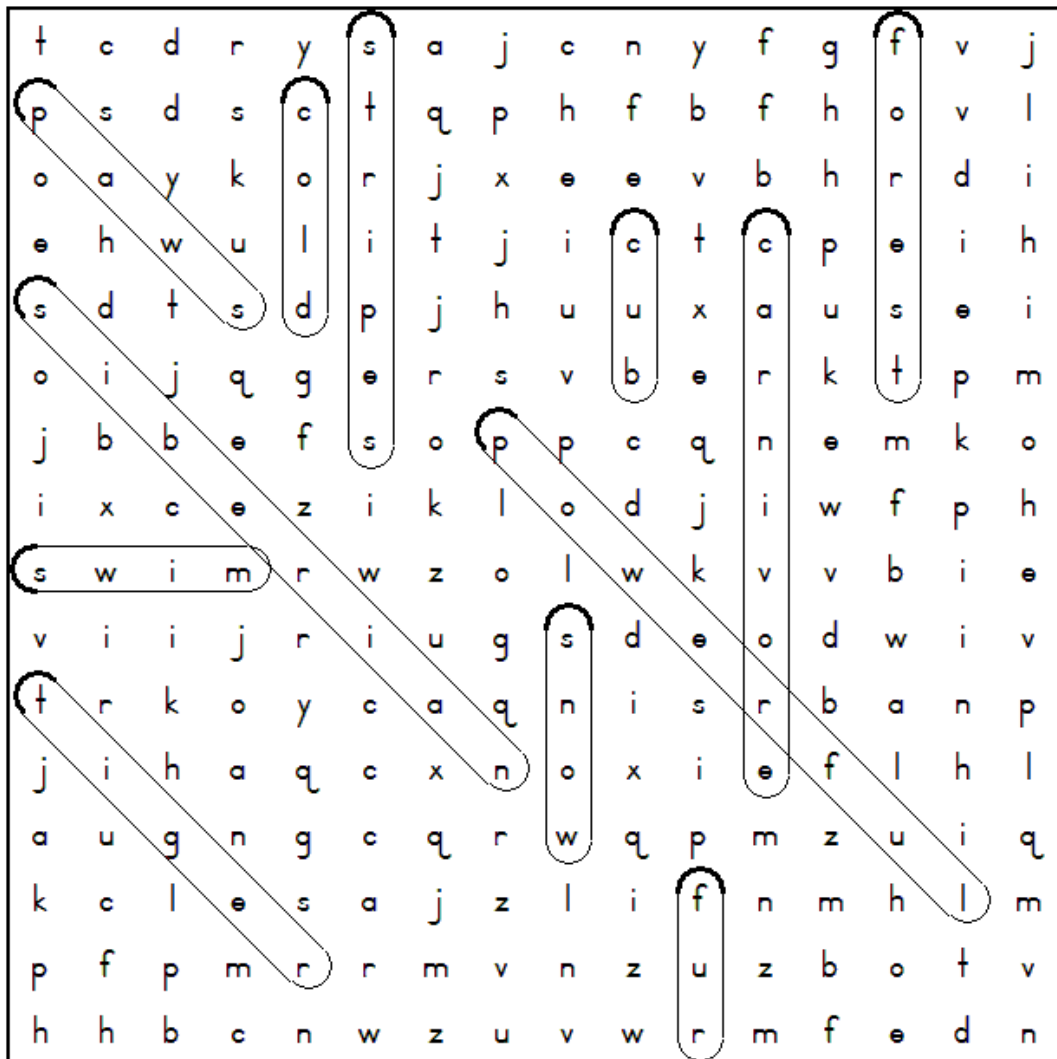 t c d r y s a j c n y f g f v j
p s d s c t q p h f b f h o v l
o a y k o r j x e e v b h r d i
e h w u l i t j i c t c p e i h
s d t s d p j h u u x a u s e i
o i j q g e r s v b e r k t p m
j b b e f s o p p c q n e m k o
i x c e z i k l o d j i w f p h
s w i m r w z o l w k v v b i e
v i i j r i u g s d e o d w i v
t r k o y c a q n i s r b a n p
j i h a q c x n o x i e f l h l
a u g n g c q r w q p m z u i q
k c l e s a j z l i f n m h l m
p f p m r r m v n z u z b o t v
h h b c n w z u v w r m f e d n